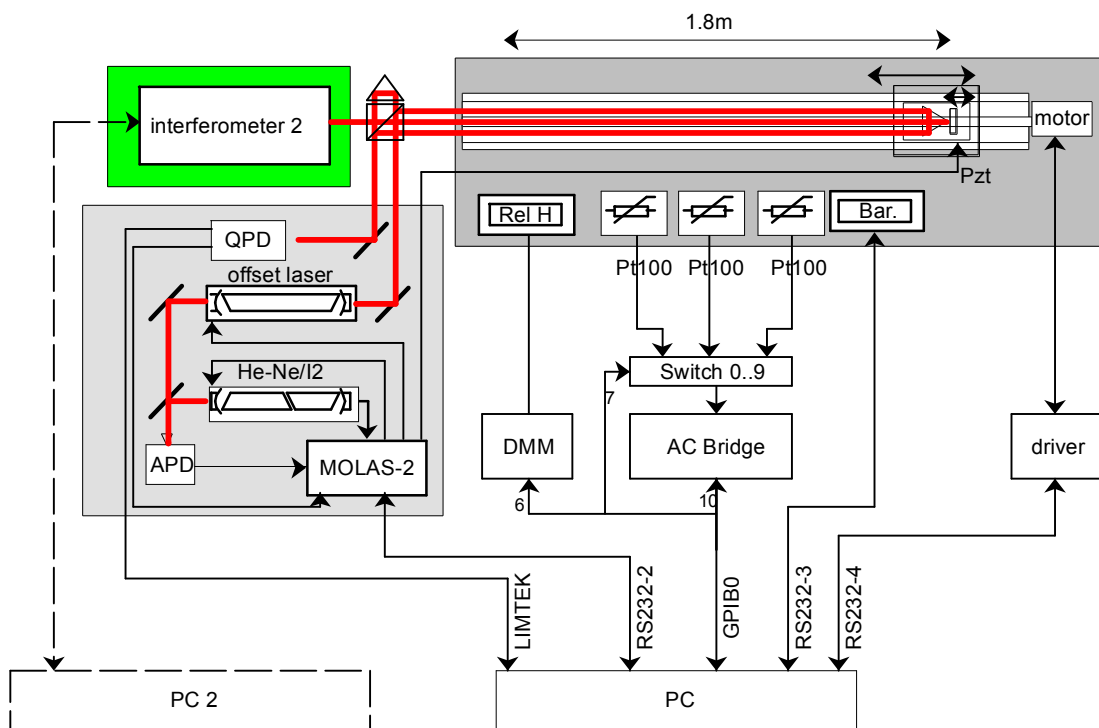 1.8m
interferometer 2
motor
Pzt
QPD
Rel H
Bar.
offset laser
Pt100
Pt100
Pt100
He-Ne/I2
Switch 0..9
7
APD
MOLAS-2
DMM
AC Bridge
driver
6
10
LIMTEK
RS232-2
GPIB0
RS232-3
RS232-4
PC 2
PC